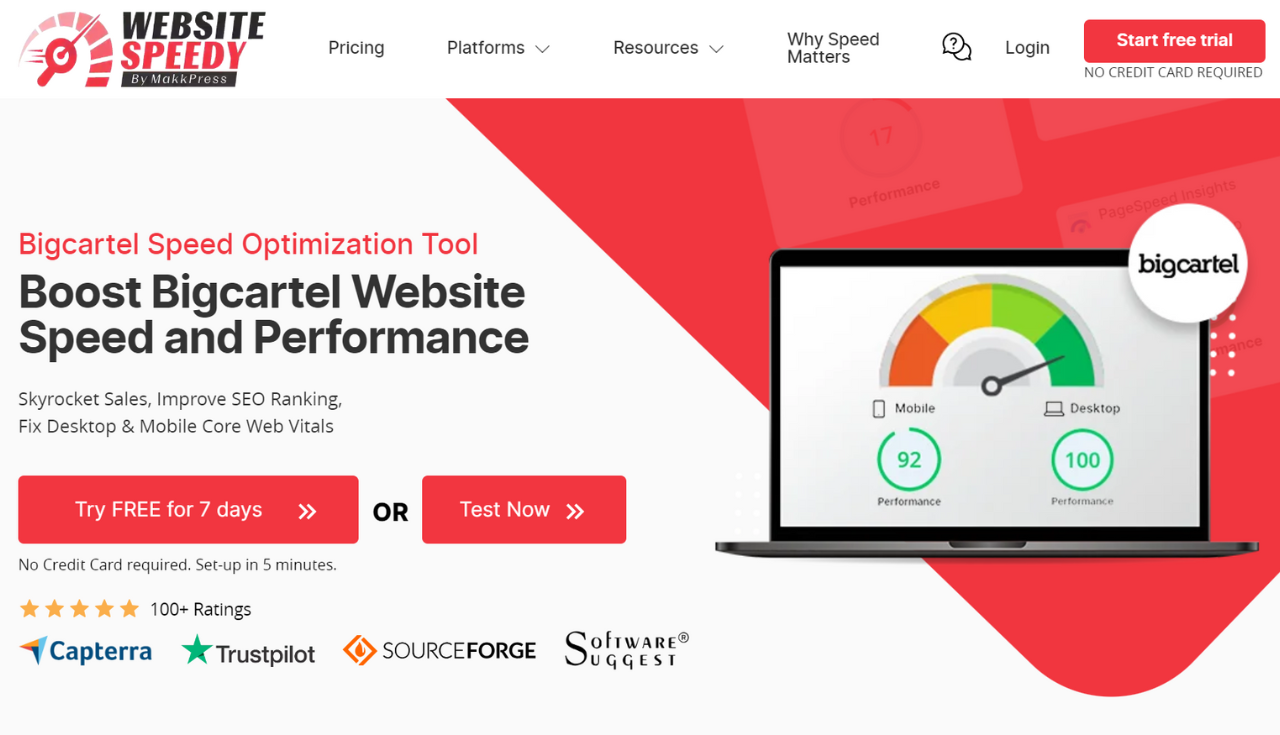 WEBSITE
SPEEDY
By MakkPress
Pricing
Platforms
Resources
Why Speed
Matters
Login
Start free trial
NO CREDIT CARD REQUIRED
17
Performance
PageSpeed Insights
bigcartel
Bigcartel Speed Optimization Tool
Boost Bigcartel Website
Speed and Performance
Skyrocket Sales, Improve SEO Ranking,
Fix Desktop & Mobile Core Web Vitals
Mobile
Desktop
92
100
Performance
Performance
Try FREE for 7 days
OR
Test Now
No Credit Card required. Set-up in 5 minutes.
100+ Ratings
Capterra
Trustpilot
SOURCEFORGE
Software®
Suggest